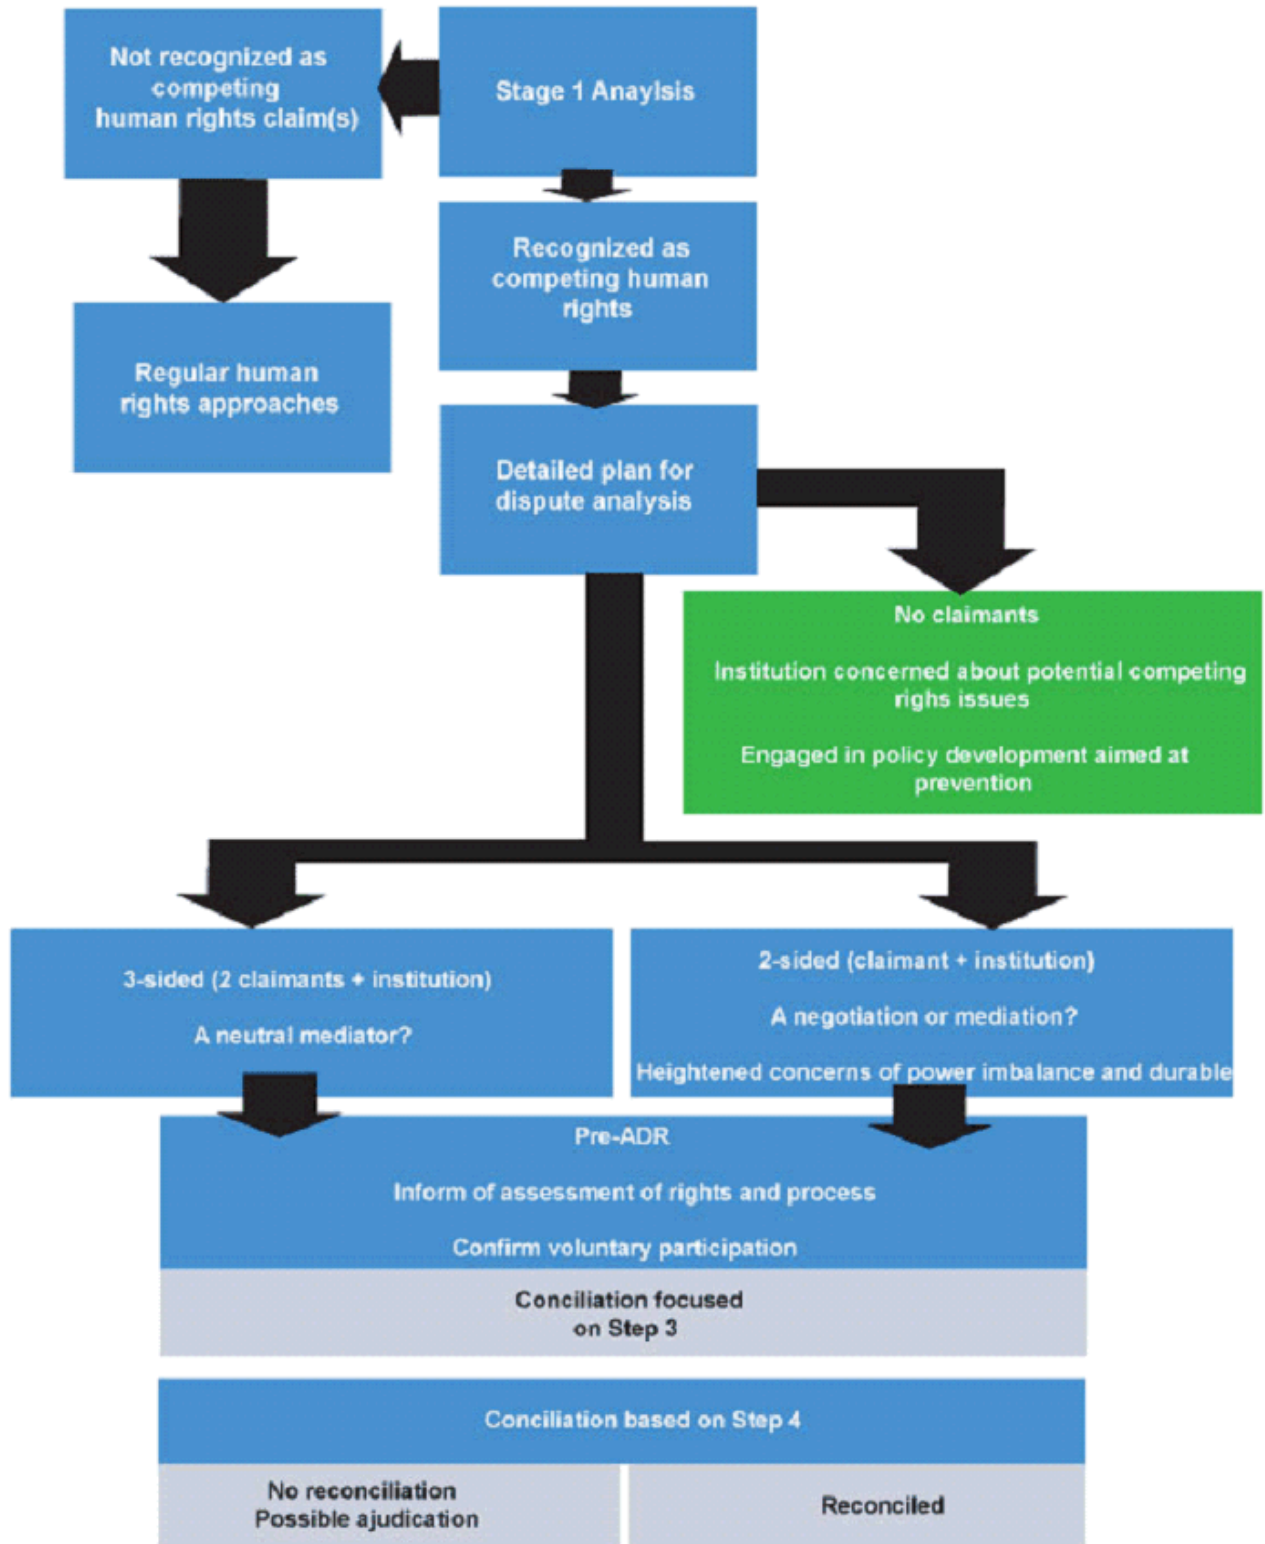 Not recognized as
competing
human rights claim(s)
Stage 1 Anaylsis
Recognized as
competing human
rights
Regular human
rights approaches
Detailed plan for
dispute analysis
No claimants
Institution concerned about potential competing
righs issues
Engaged in policy development aimed at
prevention
3-sided (2 claimants + institution)
A neutral mediator?
2-sided (claimant + institution)
A negotiation or mediation?
Heightened concerns of power imbalance and durable
Pre-ADR
Inform of assessment of rights and process
Confirm voluntary participation
Conciliation focused
on Step 3
Conciliation based on Step 4
No reconciliation
Possible ajudication
Reconciled